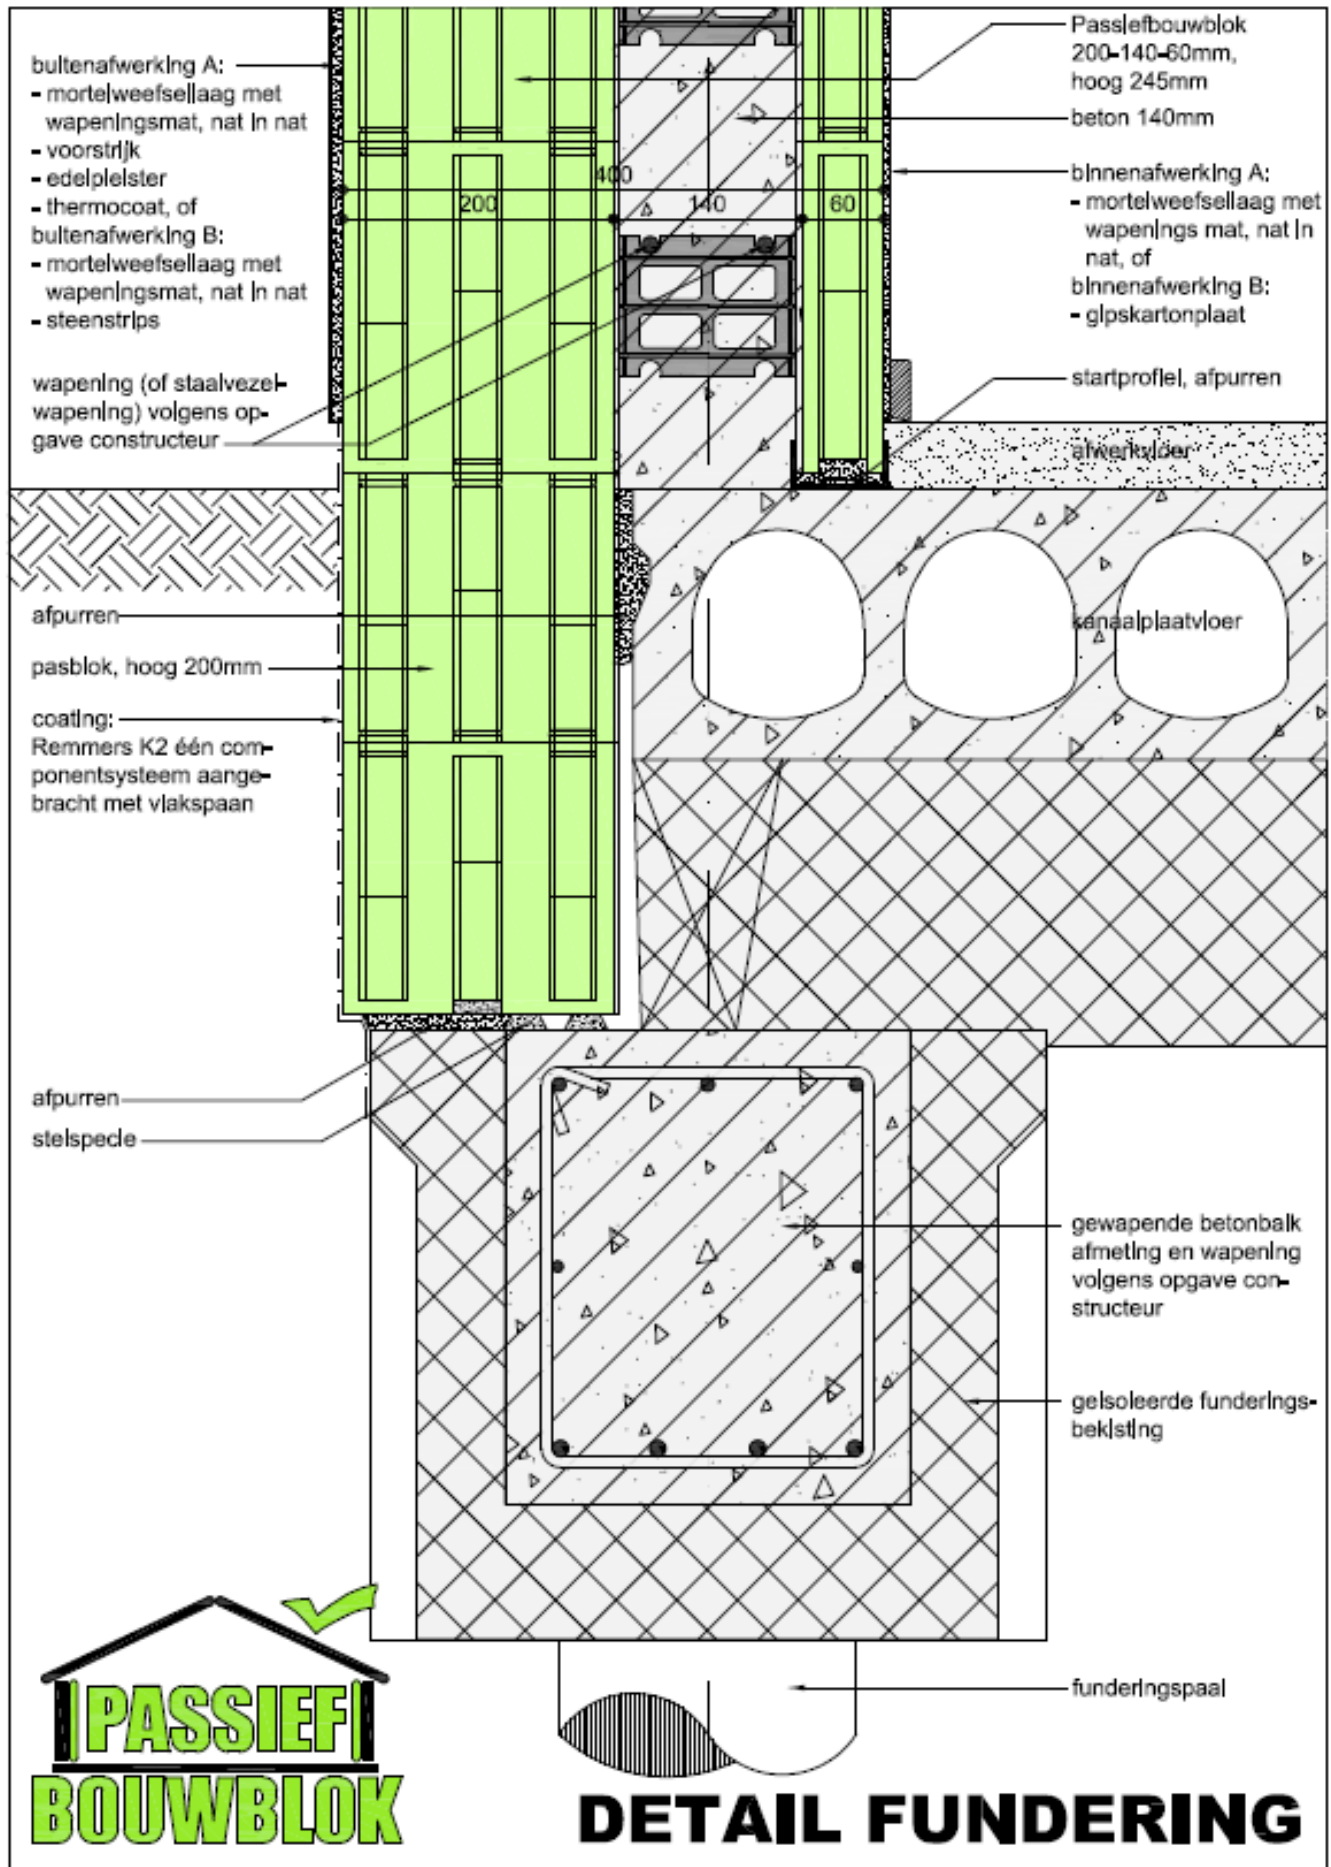 buitenafwerking A:
- mortelweefsellaag met
wapeningsmat, nat in nat
- voorstrijk
- edelpleister
- thermocoat, of
buitenafwerking B:
- mortelweefsellaag met
wapeningsmat, nat in nat
- steenstrips
wapening (of staalvezel-
wapening) volgens op-
gave constructeur
afpurren
pasblok, hoog 200mm
coating:
Remmers K2 één com-
ponentsysteem aange-
bracht met vlakspaan
afpurren
stelspecie
400
200
140
60
Passiefbouwblok
200-140-60mm,
hoog 245mm
beton 140mm
binnenafwerking A:
- mortelweefsellaag met
wapenings mat, nat in
nat, of
binnenafwerking B:
- gipskartonplaat
startprofiel, afpurren
afwerkvloer
kanaalplaatvloer
gewapende betonbalk
afmeting en wapening
volgens opgave con-
structeur
geisoleerde funderings-
bekisting
funderingspaal
PASSIEF
BOUWBLOK
DETAIL FUNDERING